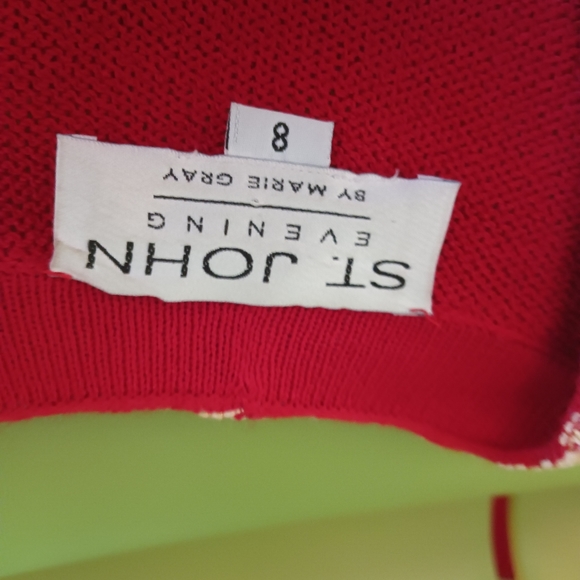 ST. JOHN
EVENING
BY MARIE GRAY
8